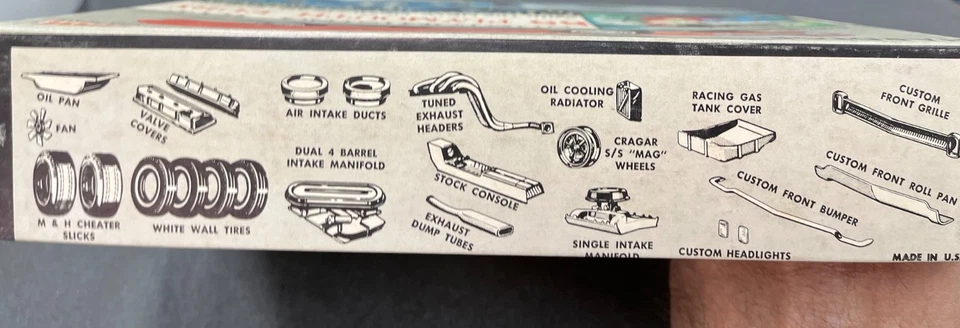 OIL PAN
FAN
VALVE
COVERS
M & H CHEATER
SLICKS
WHITE WALL TIRES
AIR INTAKE DUCTS
DUAL 4 BARREL
INTAKE MANIFOLD
TUNED
EXHAUST
HEADERS
STOCK CONSOLE
EXHAUST
DUMP TUBES
OIL COOLING
RADIATOR
CRAGAR
S/S "MAG"
WHEELS
SINGLE INTAKE
MANIFOLD
RACING GAS
TANK COVER
CUSTOM
FRONT GRILLE
CUSTOM FRONT ROLL PAN
CUSTOM FRONT BUMPER
CUSTOM HEADLIGHTS
MADE IN U.S.